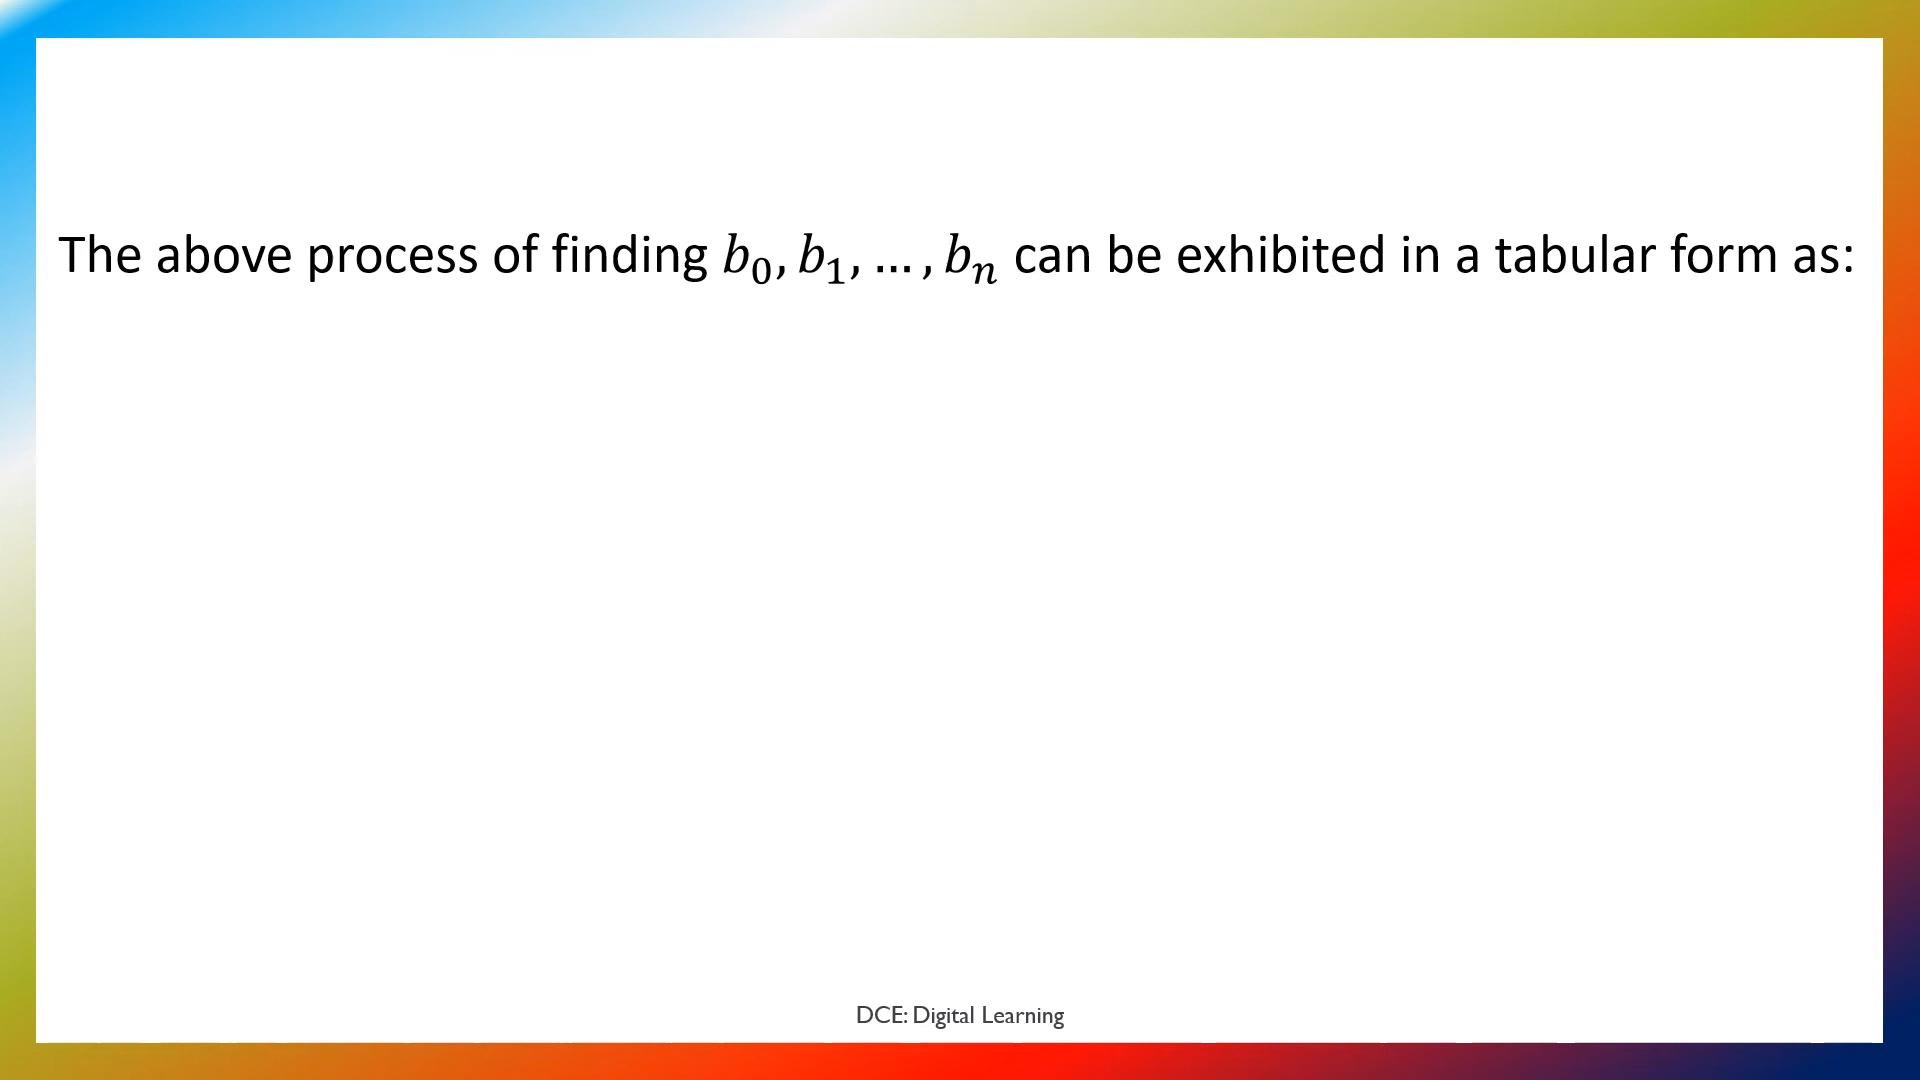 The above process of finding b₀, b₁, … , bₙ can be exhibited in a tabular form as:
DCE: Digital Learning